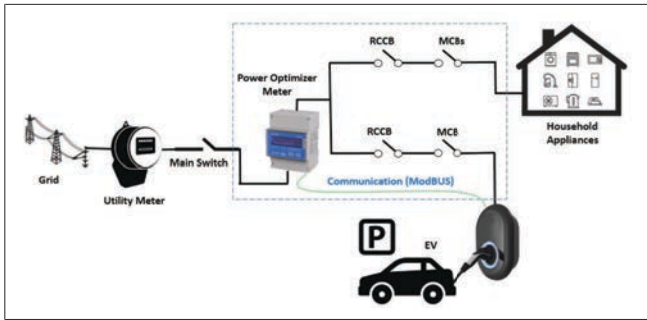 RCCB
MCBs
Power Optimizer
Meter
Household
Appliances
RCCB
MCB
Main Switch
Grid
Utility Meter
Communication (ModBUS)
P
EV